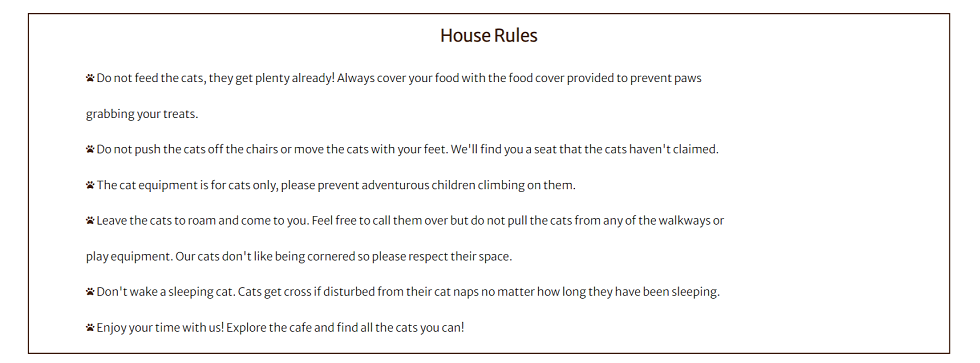 House Rules
🐾 Do not feed the cats, they get plenty already! Always cover your food with the food cover provided to prevent paws
grabbing your treats.
🐾 Do not push the cats off the chairs or move the cats with your feet. We'll find you a seat that the cats haven't claimed.
🐾 The cat equipment is for cats only, please prevent adventurous children climbing on them.
🐾 Leave the cats to roam and come to you. Feel free to call them over but do not pull the cats from any of the walkways or
play equipment. Our cats don't like being cornered so please respect their space.
🐾 Don't wake a sleeping cat. Cats get cross if disturbed from their cat naps no matter how long they have been sleeping.
🐾 Enjoy your time with us! Explore the cafe and find all the cats you can!